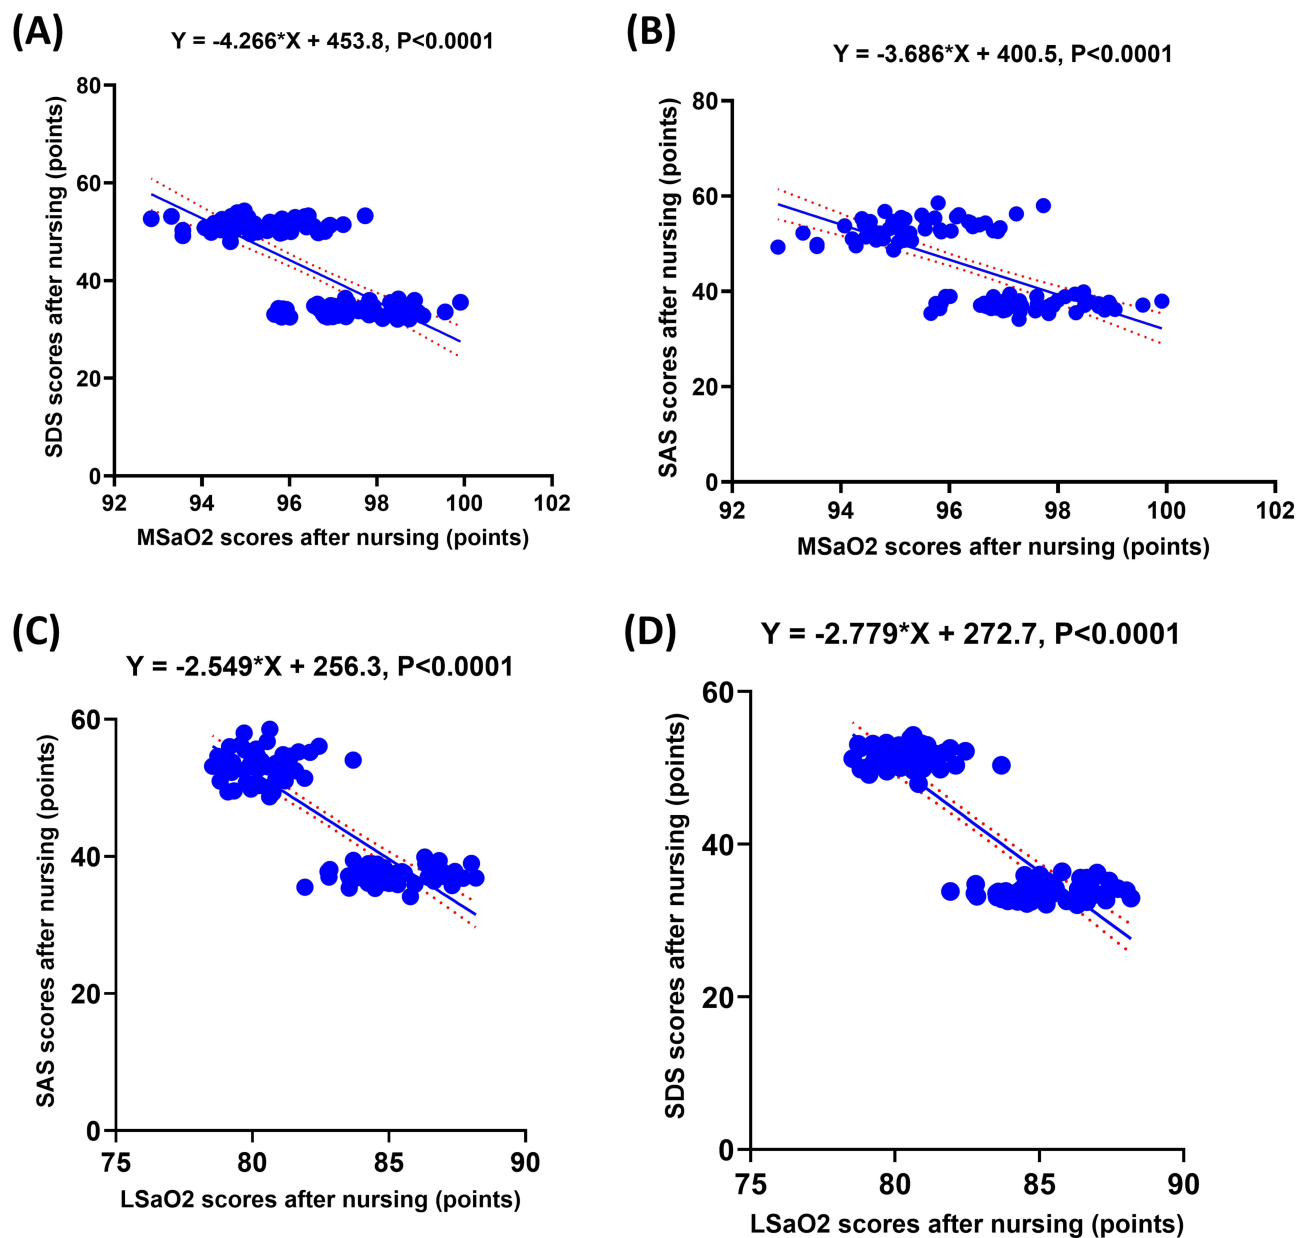 (A)
Y = -4.266*X + 453.8, P<0.0001
SDS scores after nursing (points)
80
60
40
20
0
92 94 96 98 100 102
MSaO2 scores after nursing (points)
(B)
Y = -3.686*X + 400.5, P<0.0001
SAS scores after nursing (points)
80
60
40
20
0
92 94 96 98 100 102
MSaO2 scores after nursing (points)
(C)
Y = -2.549*X + 256.3, P<0.0001
SAS scores after nursing (points)
60
40
20
0
75 80 85 90
LSaO2 scores after nursing (points)
(D)
Y = -2.779*X + 272.7, P<0.0001
SDS scores after nursing (points)
60
40
20
0
75 80 85 90
LSaO2 scores after nursing (points)